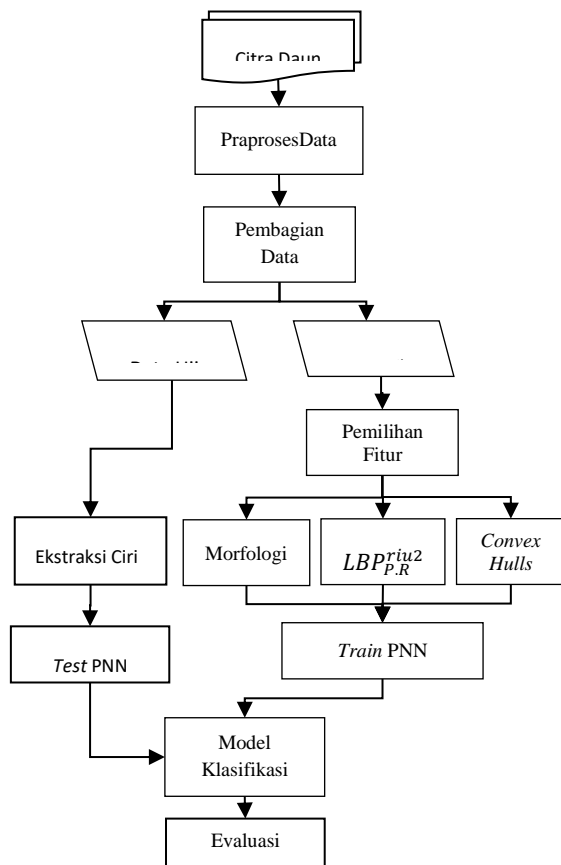 Citra Daun
PraprosesData
Pembagian
Data
Pemilihan
Fitur
Ekstraksi Ciri
Morfologi
LBP_{P.R}^{riu2}
Convex
Hulls
Test PNN
Train PNN
Model
Klasifikasi
Evaluasi